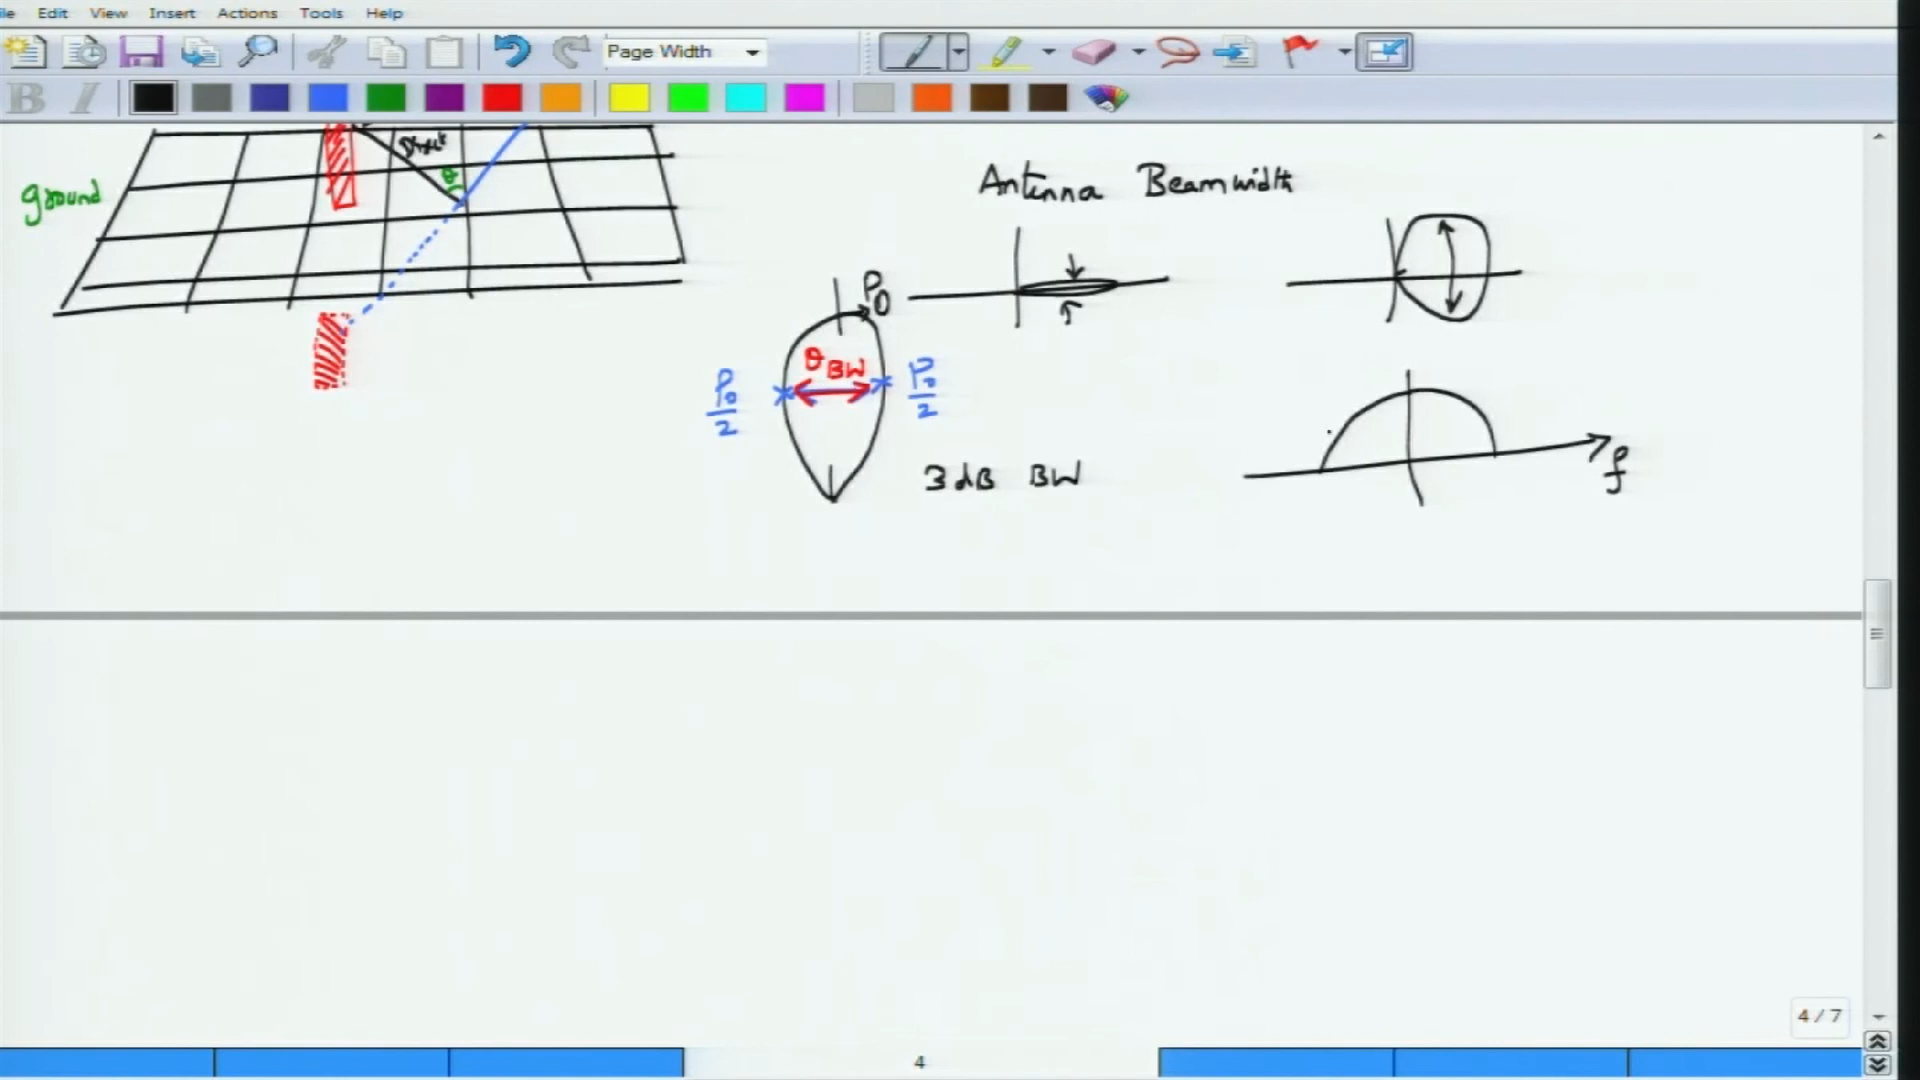 Edit View Insert Actions Tools Help
Page Width
B I
ground
θ
Antenna Beamwidth
P0
θBW
P0/2
P0/2
3dB BW
f
4 / 7
4